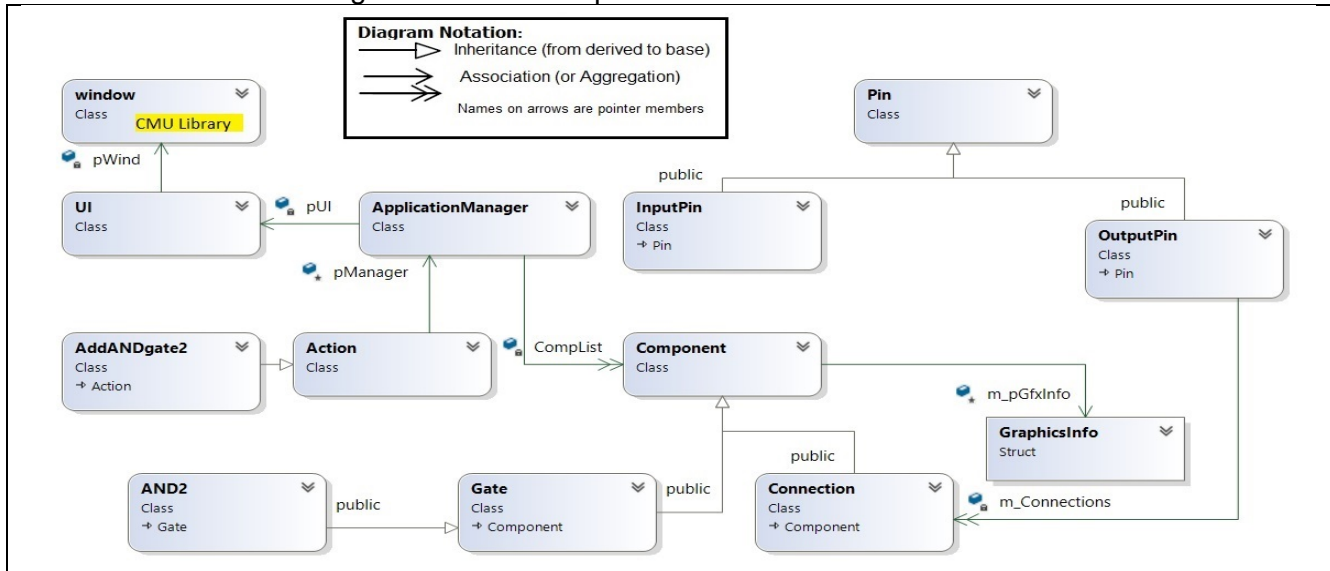 Diagram Notation:
Inheritance (from derived to base)
Association (or Aggregation)
Names on arrows are pointer members
window
Class
CMU Library
pWind
Pin
Class
public
public
UI
Class
pUI
ApplicationManager
Class
InputPin
Class
Pin
OutputPin
Class
Pin
pManager
AddANDgate2
Class
Action
Action
Class
CompList
Component
Class
m_pGfxInfo
GraphicsInfo
Struct
public
AND2
Class
Gate
public
Gate
Class
Component
public
Connection
Class
Component
m_Connections